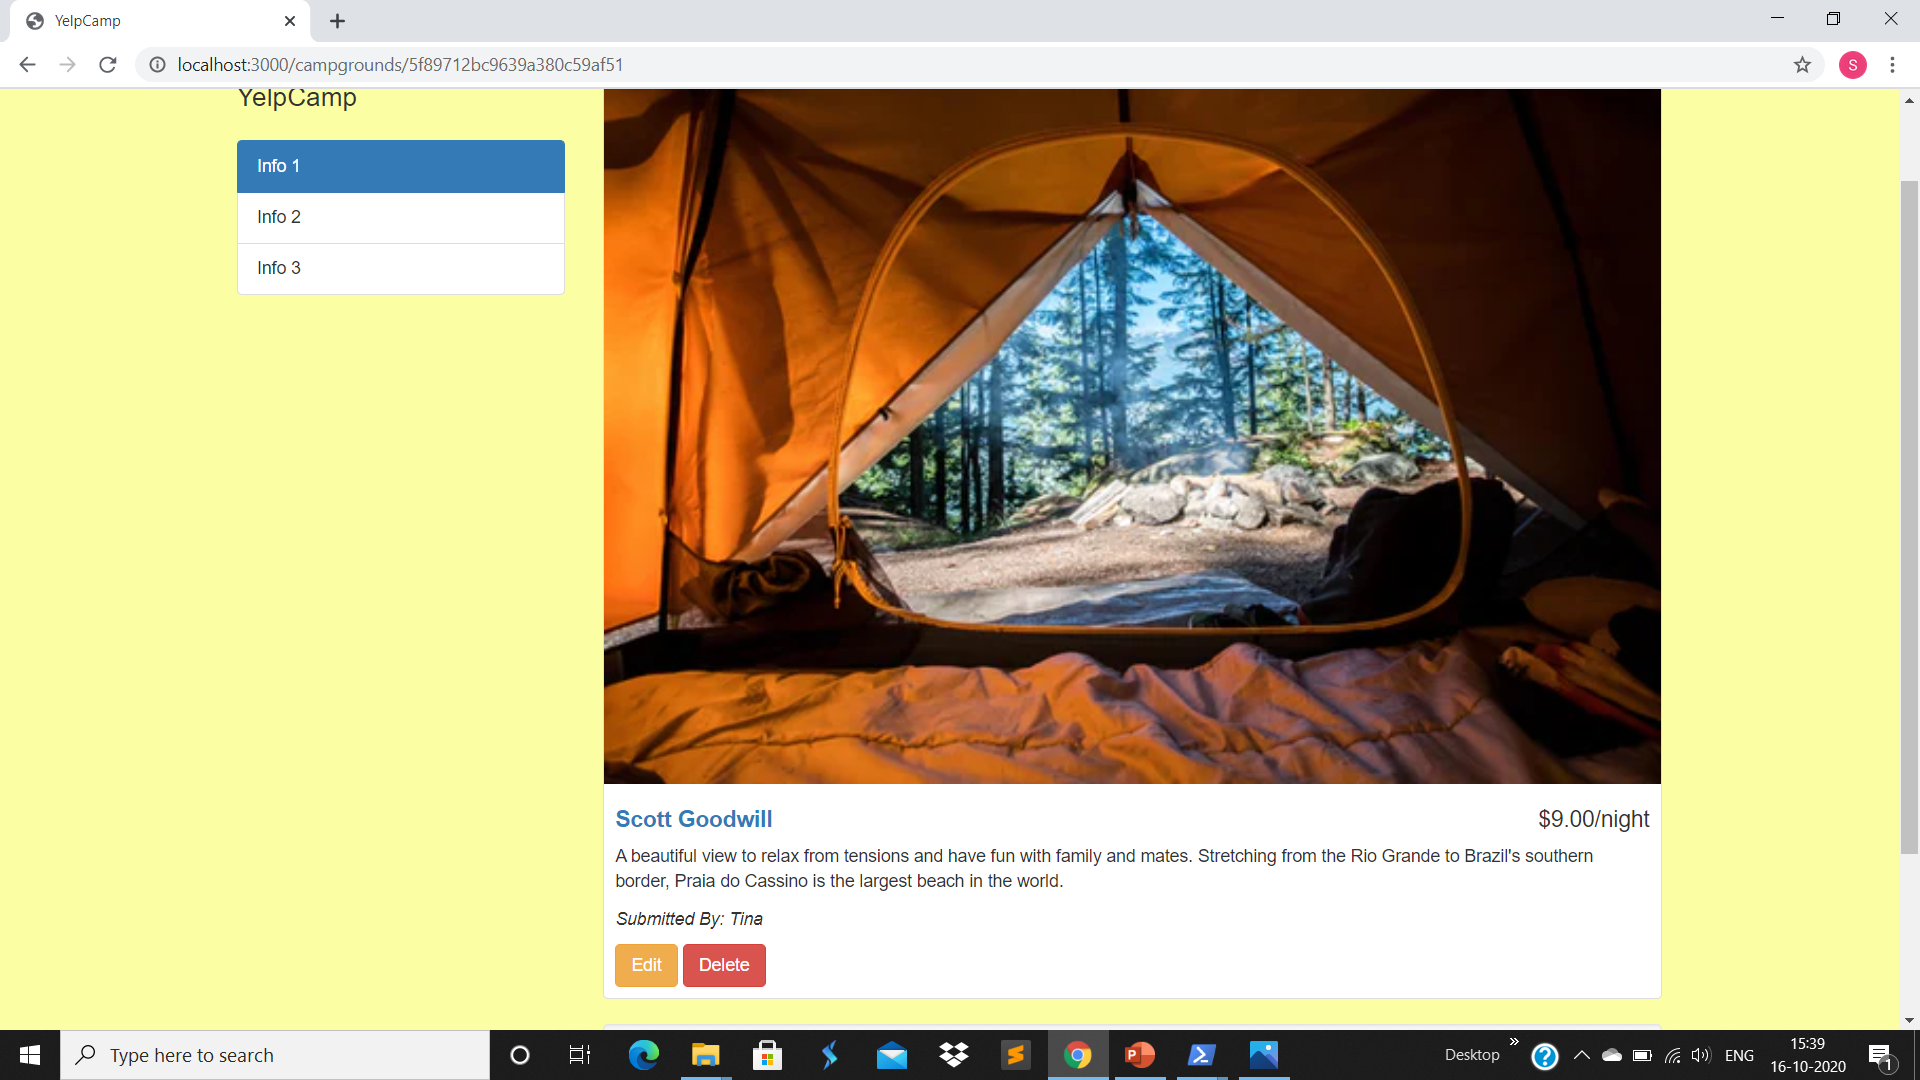 YelpCamp
localhost:3000/campgrounds/5f89712bc9639a380c59af51
S
YelpCamp
Info 1
Info 2
Info 3
Scott Goodwill
$9.00/night
A beautiful view to relax from tensions and have fun with family and mates. Stretching from the Rio Grande to Brazil's southern
border, Praia do Cassino is the largest beach in the world.
Submitted By: Tina
Edit
Delete
Type here to search
Desktop
ENG
15:39
16-10-2020
1